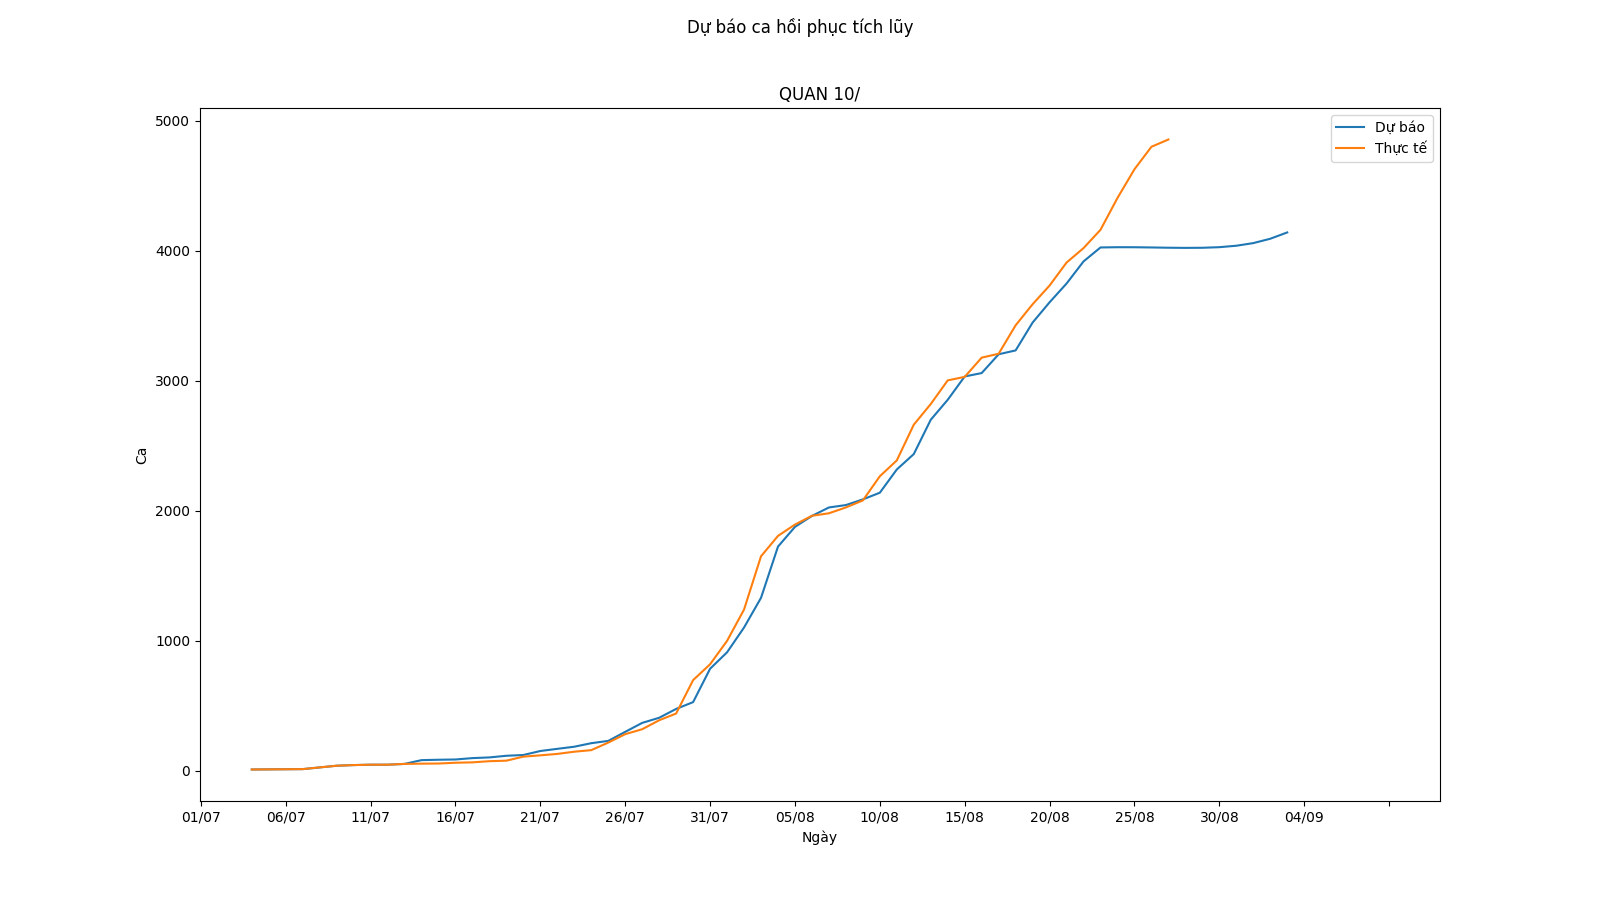 Dự báo ca hồi phục tích lũy
QUAN 10/
Dự báo
Thực tế
5000
4000
3000
2000
1000
0
Ca
01/07 06/07 11/07 16/07 21/07 26/07 31/07 05/08 10/08 15/08 20/08 25/08 30/08 04/09
Ngày